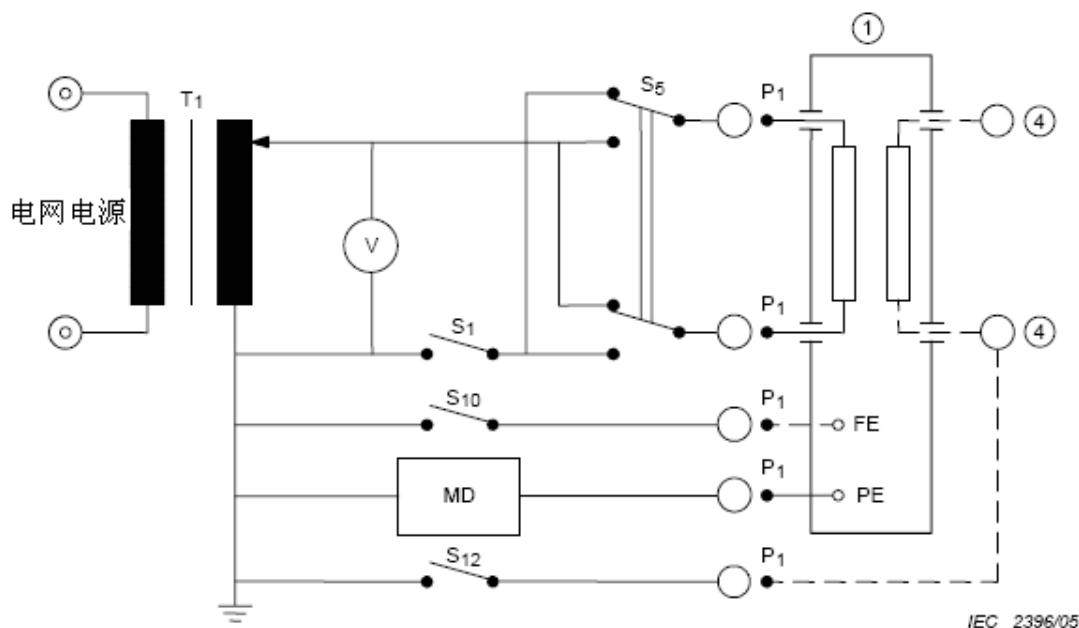 ①
T1
S5
P1
④
电网电源
V
S1
P1
④
S10
P1
FE
MD
P1
PE
S12
P1
IEC 2396/05